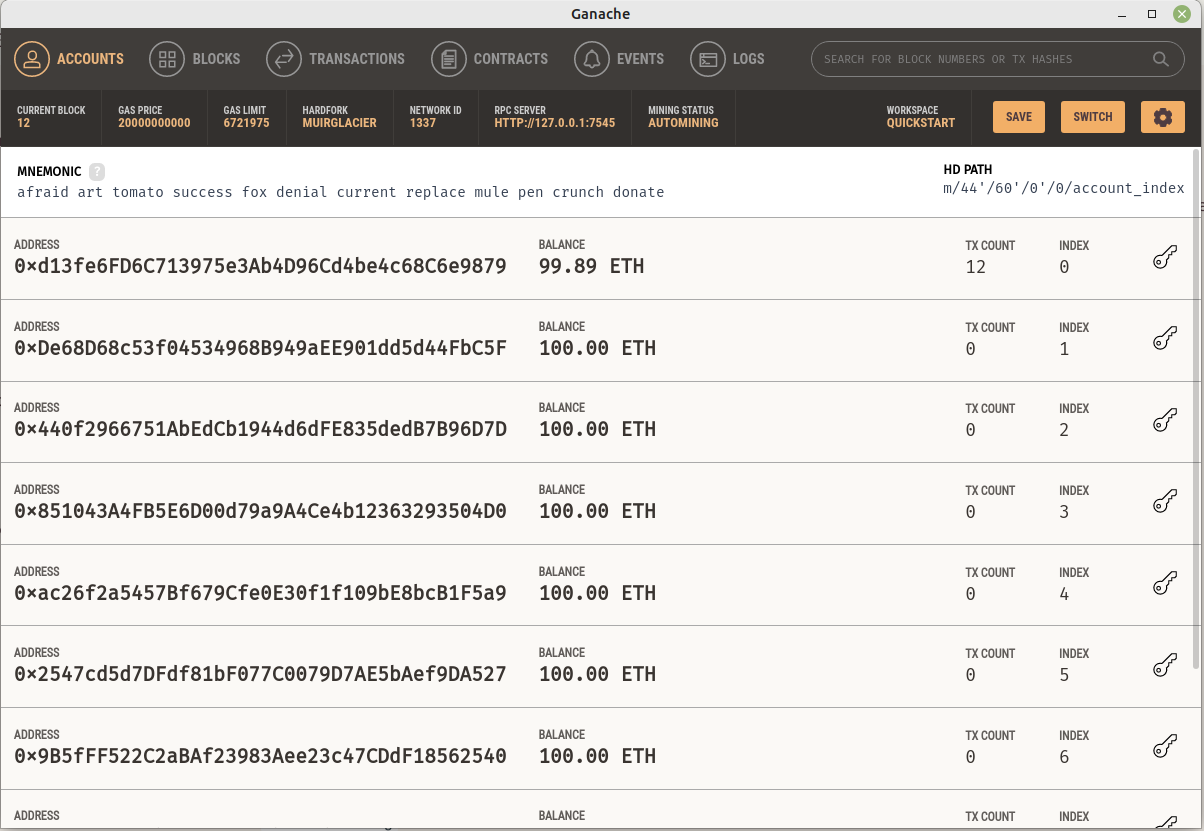 Ganache
ACCOUNTS BLOCKS TRANSACTIONS CONTRACTS EVENTS LOGS SEARCH FOR BLOCK NUMBERS OR TX HASHES
CURRENT BLOCK GAS PRICE GAS LIMIT HARDFORK NETWORK ID RPC SERVER MINING STATUS WORKSPACE
12 20000000000 6721975 MUIRGLACIER 1337 HTTP://127.0.0.1:7545 AUTOMINING QUICKSTART SAVE SWITCH
MNEMONIC ? HD PATH
afraid art tomato success fox denial current replace mule pen crunch donate m/44'/60'/0'/0/account_index
ADDRESS BALANCE TX COUNT INDEX
0×d13fe6FD6C713975e3Ab4D96Cd4be4c68C6e9879 99.89 ETH 12 0
ADDRESS BALANCE TX COUNT INDEX
0×De68D68c53f04534968B949aEE901dd5d44FbC5F 100.00 ETH 0 1
ADDRESS BALANCE TX COUNT INDEX
0×440f2966751AbEdCb1944d6dFE835dedB7B96D7D 100.00 ETH 0 2
ADDRESS BALANCE TX COUNT INDEX
0×851043A4FB5E6D00d79a9A4Ce4b12363293504D0 100.00 ETH 0 3
ADDRESS BALANCE TX COUNT INDEX
0×ac26f2a5457Bf679Cfe0E30f1f109bE8bcB1F5a9 100.00 ETH 0 4
ADDRESS BALANCE TX COUNT INDEX
0×2547cd5d7DFdf81bF077C0079D7AE5bAef9DA527 100.00 ETH 0 5
ADDRESS BALANCE TX COUNT INDEX
0×9B5fFF522C2aBAf23983Aee23c47CDdF18562540 100.00 ETH 0 6
ADDRESS BALANCE TX COUNT INDEX